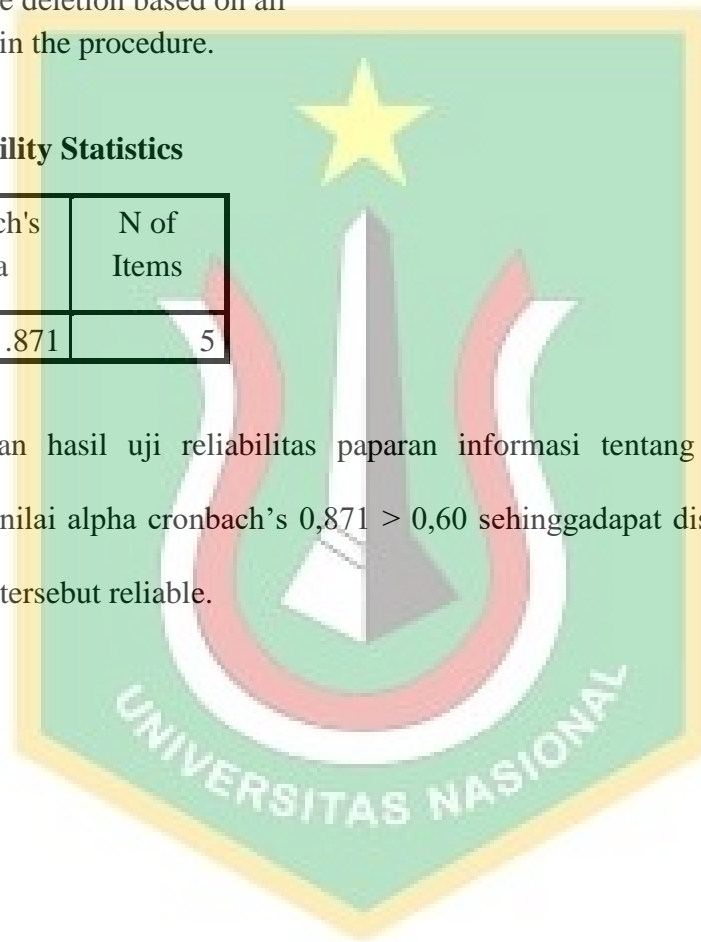 e deletion based on all
in the procedure.
ility Statistics
ch's N of
a Items
.871 5
an hasil uji reliabilitas paparan informasi tentang
nilai alpha cronbach’s 0,871 > 0,60 sehinggadapat dis
tersebut reliable.
UNIVERSITAS NASIONAL